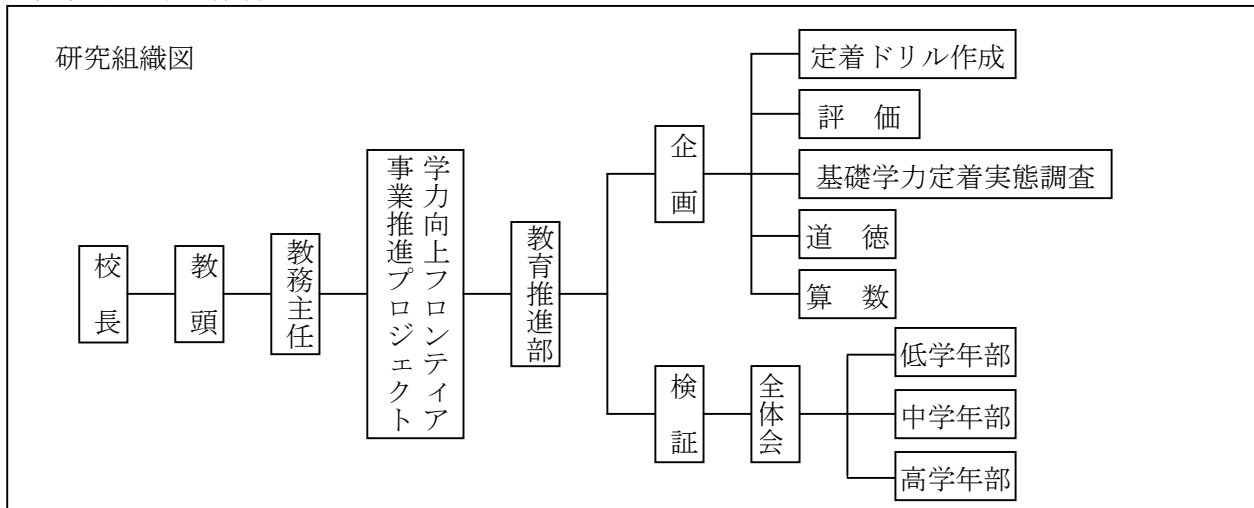 研究組織図
校長
教頭
教務主任
学力向上フロンティア
事業推進プロジェクト
教育推進部
企画
定着ドリル作成
評　価
基礎学力定着実態調査
道　徳
算　数
検証
全体会
低学年部
中学年部
高学年部